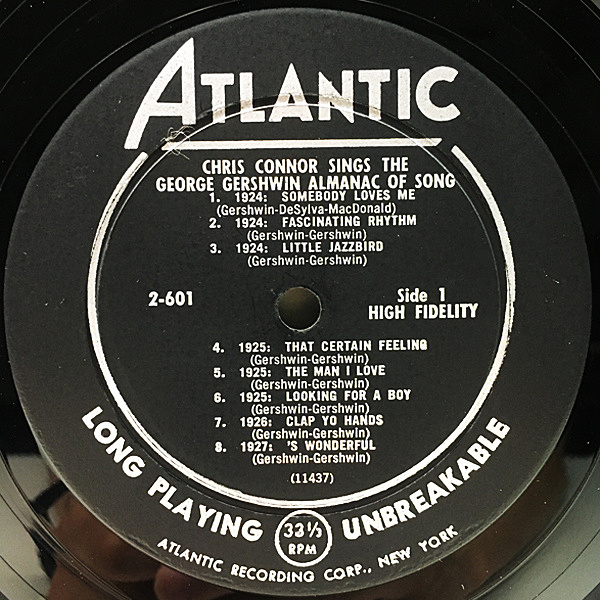 ATLANTIC
CHRIS CONNOR SINGS THE
GEORGE GERSHWIN ALMANAC OF SONG
1. 1924: SOMEBODY LOVES ME
(Gershwin-DeSylva-MacDonald)
2. 1924: FASCINATING RHYTHM
(Gershwin-Gershwin)
3. 1924: LITTLE JAZZBIRD
(Gershwin-Gershwin)
2-601
Side 1
HIGH FIDELITY
4. 1925: THAT CERTAIN FEELING
(Gershwin-Gershwin)
5. 1925: THE MAN I LOVE
(Gershwin-Gershwin)
6. 1925: LOOKING FOR A BOY
(Gershwin-Gershwin)
7. 1926: CLAP YO HANDS
(Gershwin-Gershwin)
8. 1927: 'S WONDERFUL
(Gershwin-Gershwin)
(11437)
LONG PLAYING 33⅓ RPM UNBREAKABLE
ATLANTIC RECORDING CORP., NEW YORK